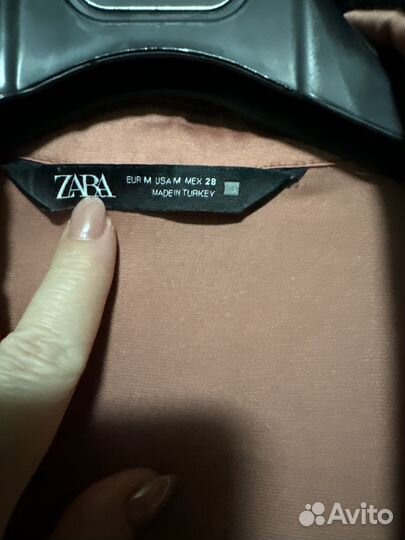 ZARA
EUR M USA M MEX 28
MADE IN TURKEY
Avito